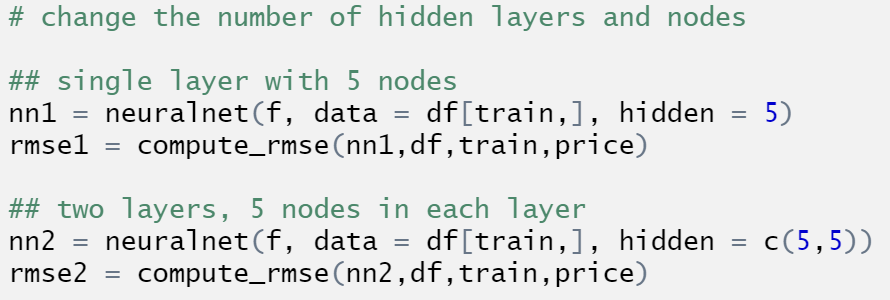 # change the number of hidden layers and nodes
## single layer with 5 nodes
nn1 = neuralnet(f, data = df[train,], hidden = 5)
rmse1 = compute_rmse(nn1,df,train,price)
## two layers, 5 nodes in each layer
nn2 = neuralnet(f, data = df[train,], hidden = c(5,5))
rmse2 = compute_rmse(nn2,df,train,price)